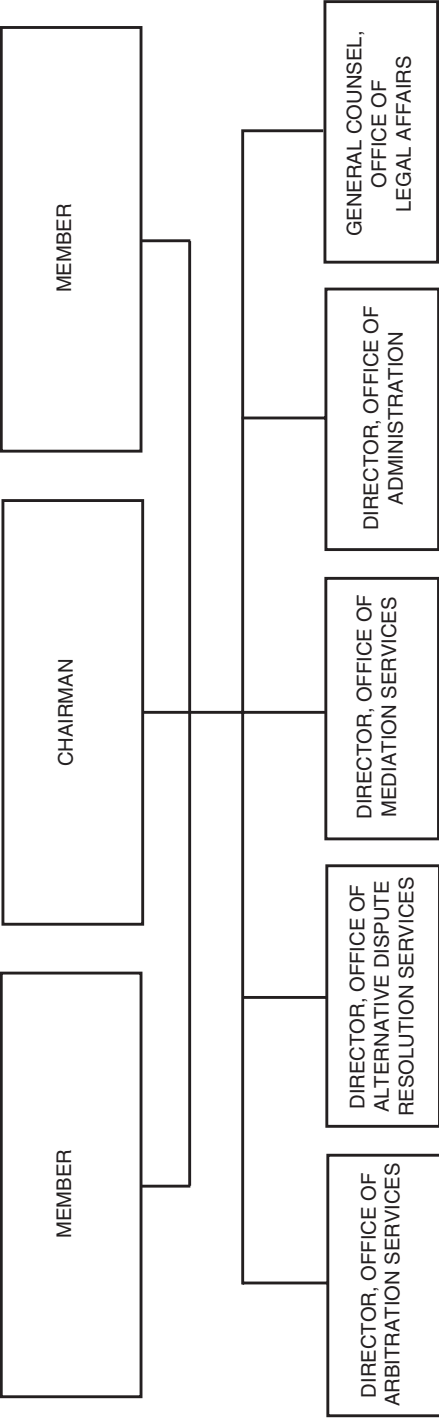 MEMBER
CHAIRMAN
MEMBER
DIRECTOR, OFFICE OF
ARBITRATION SERVICES
DIRECTOR, OFFICE OF
ALTERNATIVE DISPUTE
RESOLUTION SERVICES
DIRECTOR, OFFICE OF
MEDIATION SERVICES
DIRECTOR, OFFICE OF
ADMINISTRATION
GENERAL COUNSEL,
OFFICE OF
LEGAL AFFAIRS